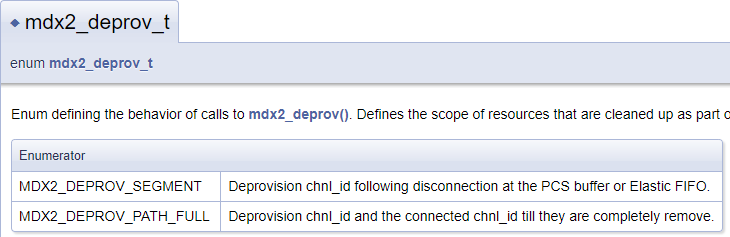 mdx2_deprov_t
enum mdx2_deprov_t
Enum defining the behavior of calls to mdx2_deprov(). Defines the scope of resources that are cleaned up as part
Enumerator
MDX2_DEPROV_SEGMENT Deprovision chnl_id following disconnection at the PCS buffer or Elastic FIFO.
MDX2_DEPROV_PATH_FULL Deprovision chnl_id and the connected chnl_id till they are completely remove.